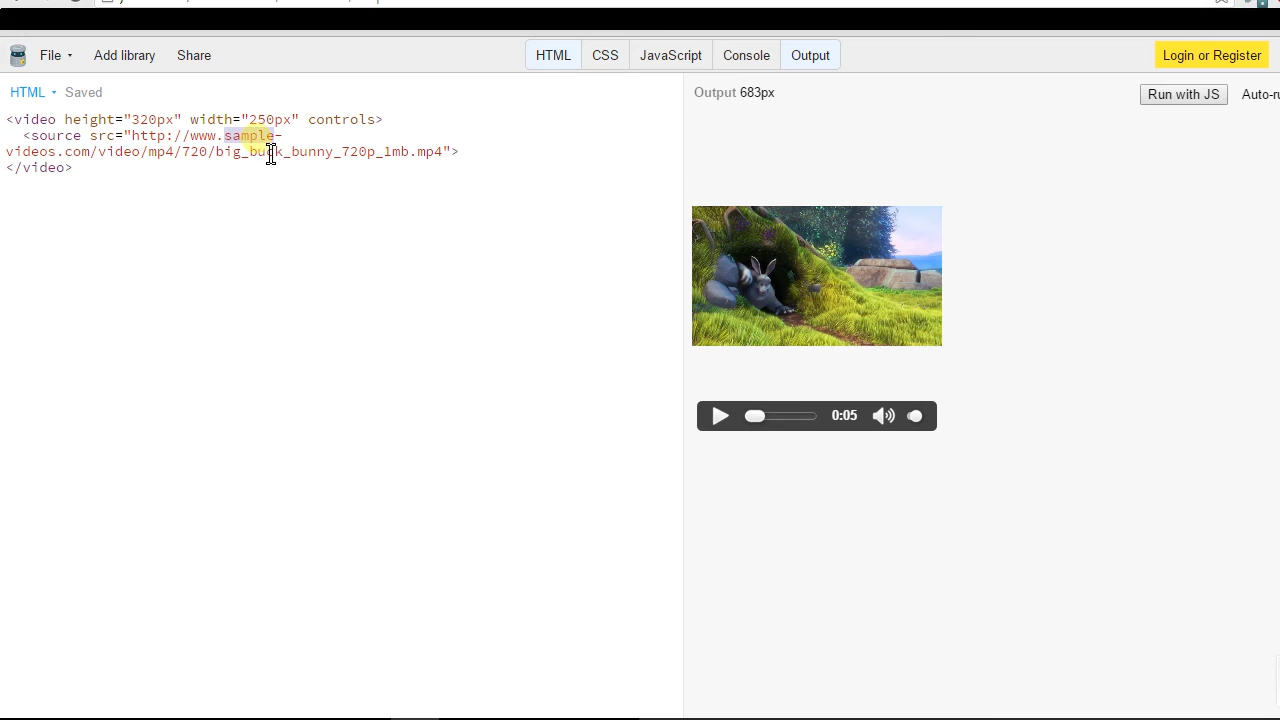 File Add library Share HTML CSS JavaScript Console Output Login or Register
HTML Saved
Output 683px Run with JS
<video height="320px" width="250px" controls>
<source src="http://www.sample-
videos.com/video/mp4/720/big_buck_bunny_720p_1mb.mp4">
</video>
0:05